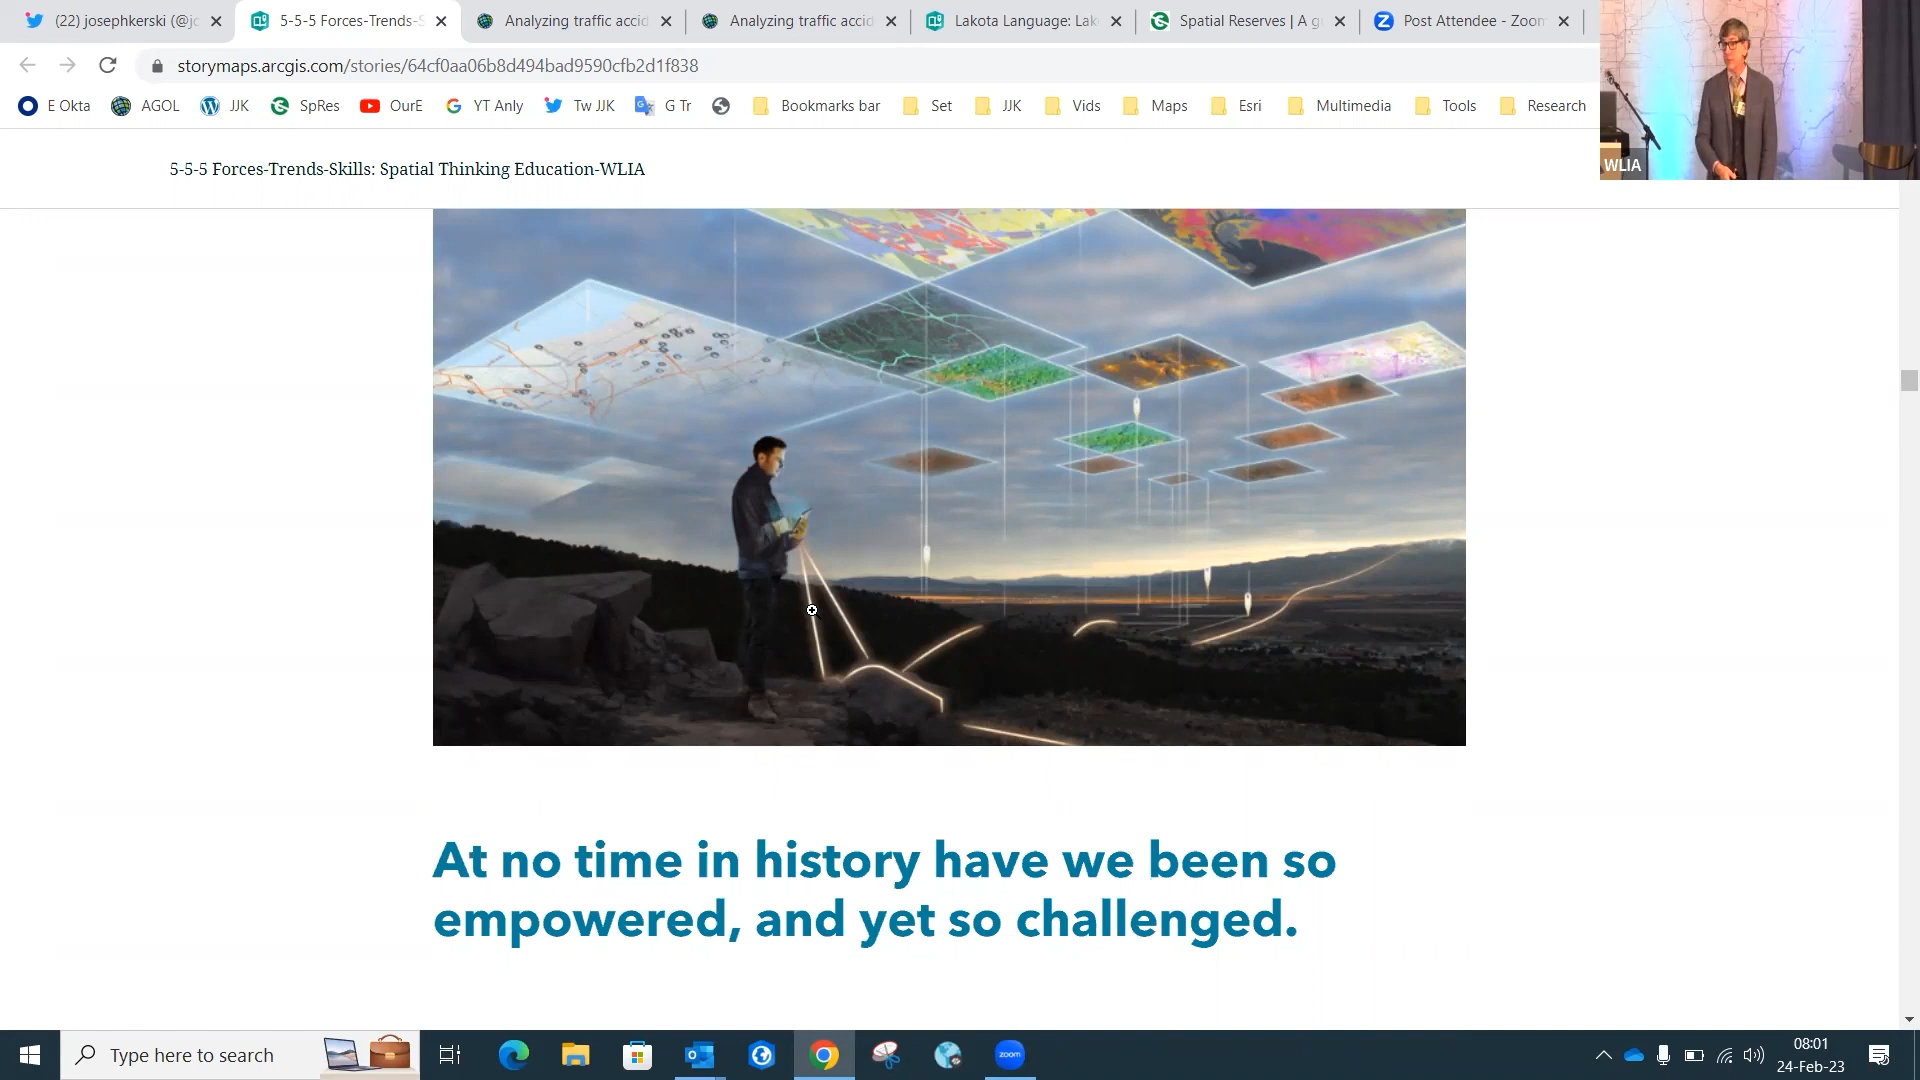 (22) josephkerski (@jc
5-5-5 Forces-Trends-S
Analyzing traffic accid
Analyzing traffic accid
Lakota Language: Lak
Spatial Reserves | A g
Post Attendee - Zoom
storymaps.arcgis.com/stories/64cf0aa06b8d494bad9590cfb2d1f838
E Okta AGOL JJK SpRes OurE YT Anly Tw JJK G Tr Bookmarks bar Set JJK Vids Maps Esri Multimedia Tools Research
WLIA
5-5-5 Forces-Trends-Skills: Spatial Thinking Education-WLIA
At no time in history have we been so
empowered, and yet so challenged.
Type here to search
zoom
08:01
24-Feb-23